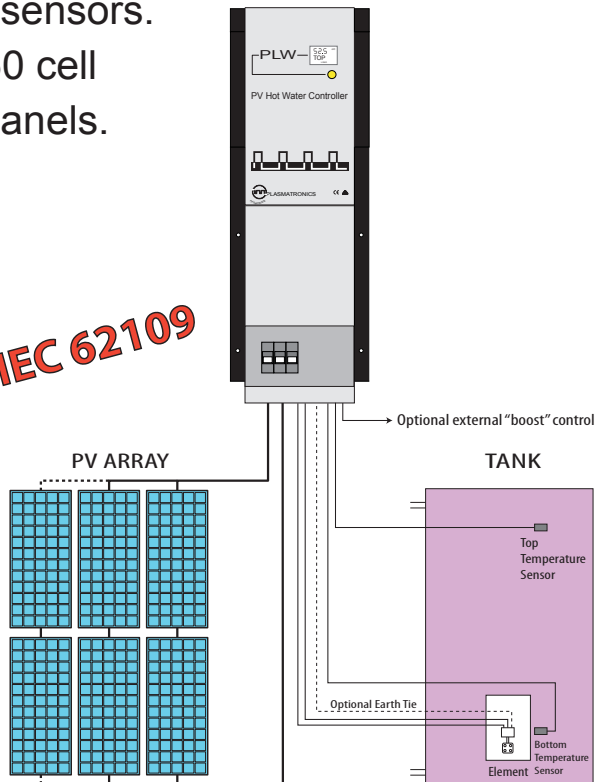 sensors.
0 cell
anels.
PLW
52.5
TOP
PV Hot Water Controller
PLASMATRONICS
CE
IEC 62109
Optional external "boost" control
PV ARRAY
TANK
Top
Temperature
Sensor
Optional Earth Tie
Element
Bottom
Temperature
Sensor